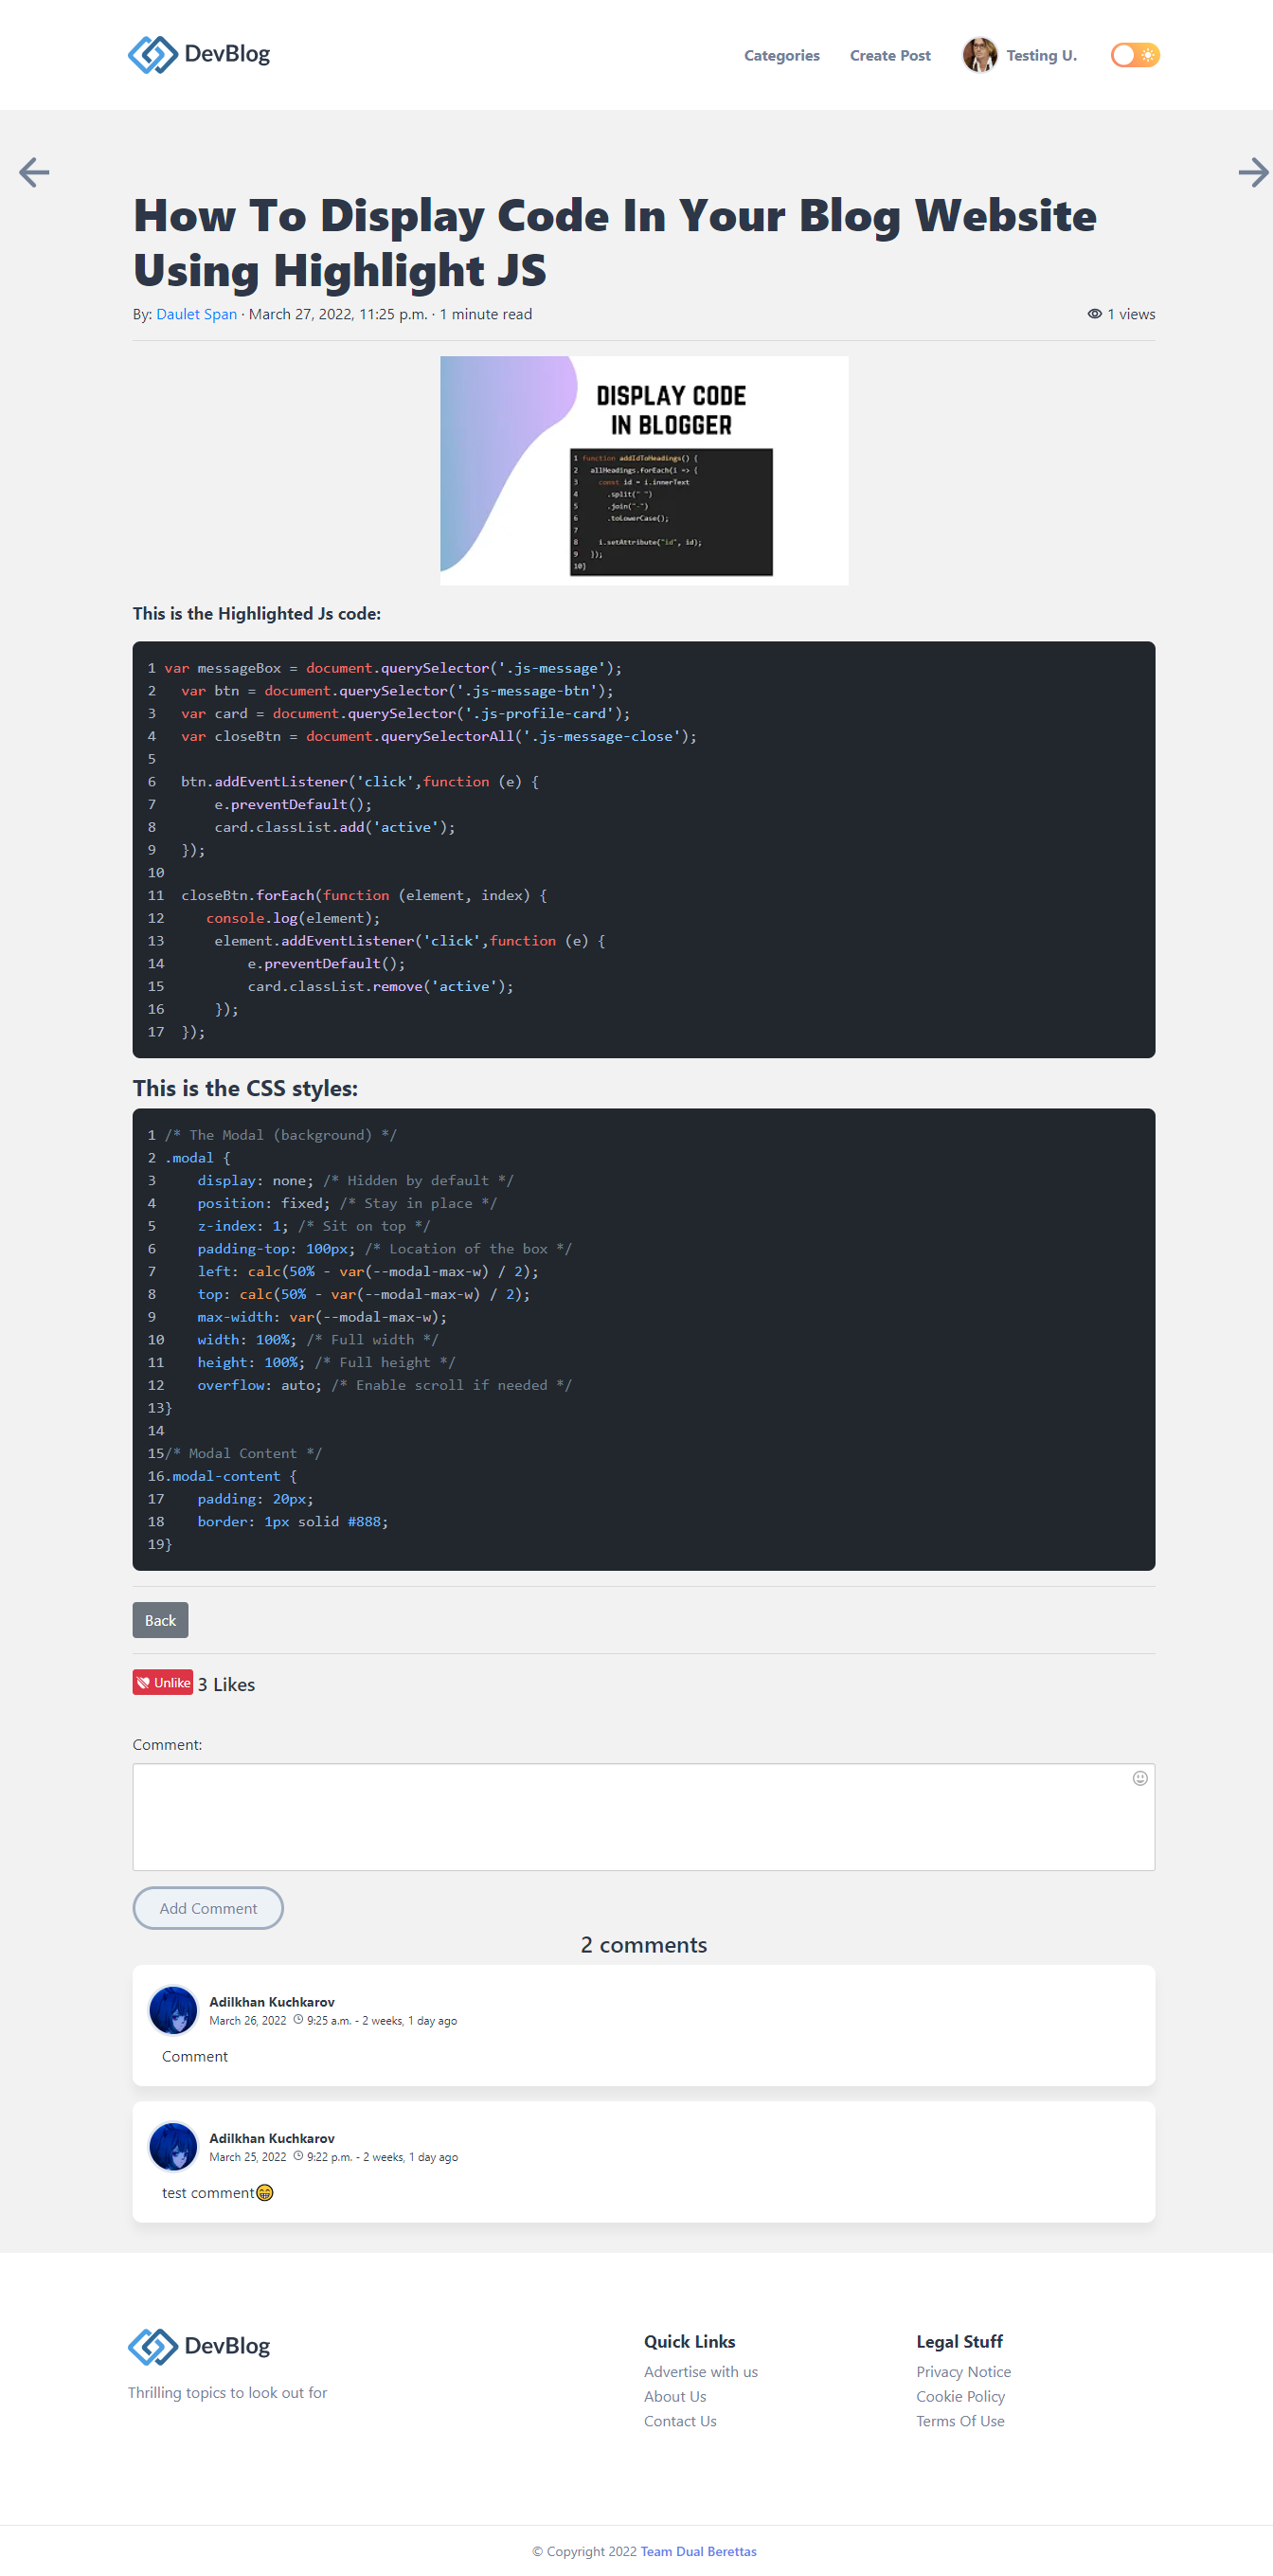 DevBlog
Categories Create Post Testing U.
How To Display Code In Your Blog Website
Using Highlight JS
By: Daulet Span · March 27, 2022, 11:25 p.m. · 1 minute read 1 views
DISPLAY CODE
IN BLOGGER
1 function addIdToHeadings() {
2 allHeadings.forEach(i => {
3 const id = i.innerText
4 .split(" ")
5 .join("-")
6 .toLowerCase();
7
8 i.setAttribute("id", id);
9 });
10}
This is the Highlighted Js code:
1 var messageBox = document.querySelector('.js-message');
2 var btn = document.querySelector('.js-message-btn');
3 var card = document.querySelector('.js-profile-card');
4 var closeBtn = document.querySelectorAll('.js-message-close');
5
6 btn.addEventListener('click',function (e) {
7 e.preventDefault();
8 card.classList.add('active');
9 });
10
11 closeBtn.forEach(function (element, index) {
12 console.log(element);
13 element.addEventListener('click',function (e) {
14 e.preventDefault();
15 card.classList.remove('active');
16 });
17 });
This is the CSS styles:
1 /* The Modal (background) */
2 .modal {
3 display: none; /* Hidden by default */
4 position: fixed; /* Stay in place */
5 z-index: 1; /* Sit on top */
6 padding-top: 100px; /* Location of the box */
7 left: calc(50% - var(--modal-max-w) / 2);
8 top: calc(50% - var(--modal-max-w) / 2);
9 max-width: var(--modal-max-w);
10 width: 100%; /* Full width */
11 height: 100%; /* Full height */
12 overflow: auto; /* Enable scroll if needed */
13}
14
15/* Modal Content */
16.modal-content {
17 padding: 20px;
18 border: 1px solid #888;
19}
Back
Unlike 3 Likes
Comment:
Add Comment
2 comments
Adilkhan Kuchkarov
March 26, 2022 9:25 a.m. - 2 weeks, 1 day ago
Comment
Adilkhan Kuchkarov
March 25, 2022 9:22 p.m. - 2 weeks, 1 day ago
test comment😁
DevBlog
Thrilling topics to look out for
Quick Links
Advertise with us
About Us
Contact Us
Legal Stuff
Privacy Notice
Cookie Policy
Terms Of Use
© Copyright 2022 Team Dual Berettas